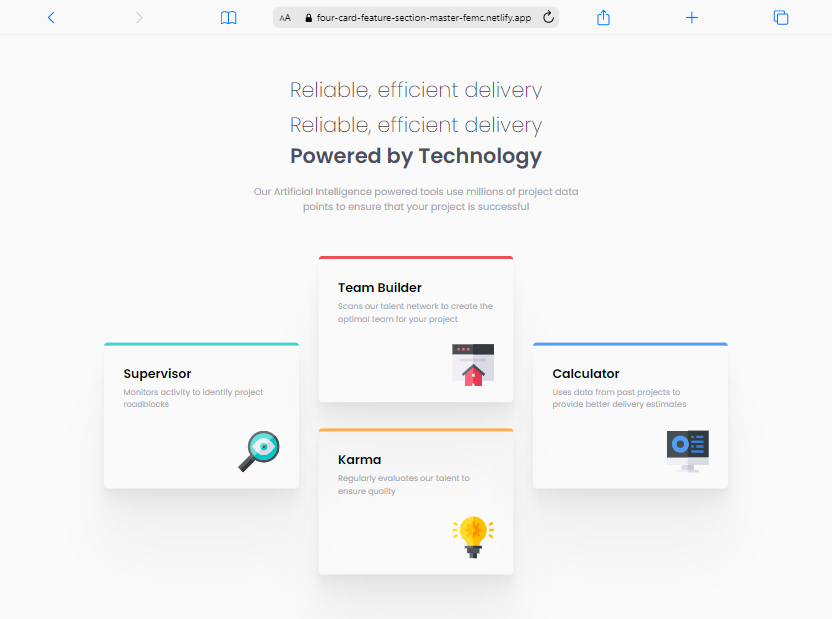 AA four-card-feature-section-master-femc.netlify.app
Reliable, efficient delivery
Reliable, efficient delivery
Powered by Technology
Our Artificial Intelligence powered tools use millions of project data
points to ensure that your project is successful
Team Builder
Scans our talent network to create the
optimal team for your project
Supervisor
Monitors activity to identify project
roadblocks
Calculator
Uses data from past projects to
provide better delivery estimates
Karma
Regularly evaluates our talent to
ensure quality